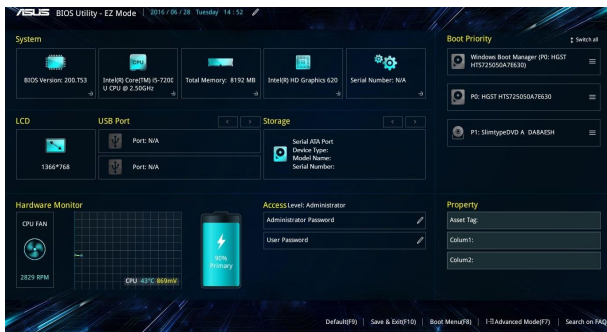 ASUS BIOS Utility - EZ Mode | 2016 / 06 / 28 Tuesday 14 : 52
System
BIOS Version: 200.T53
Intel(R) Core(TM) i5-7200
U CPU @ 2.50GHz
Total Memory: 8192 MB
Intel(R) HD Graphics 620
Serial Number: N/A
Boot Priority
Switch all
Windows Boot Manager (P0: HGST
HTS725050A7E630)
P0: HGST HTS725050A7E630
P1: SlimtypeDVD A DA8AESH
LCD
1366*768
USB Port
Port: N/A
Port: N/A
Storage
Serial ATA Port
Device Type:
Model Name:
Serial Number:
Hardware Monitor
CPU FAN
2829 RPM
CPU 43°C 869mV
90%
Primary
Access Level: Administrator
Administrator Password
User Password
Property
Asset Tag:
Colum1:
Colum2:
Default(F9) | Save & Exit(F10) | Boot Menu(F8) | Advanced Mode(F7) | Search on FAQ